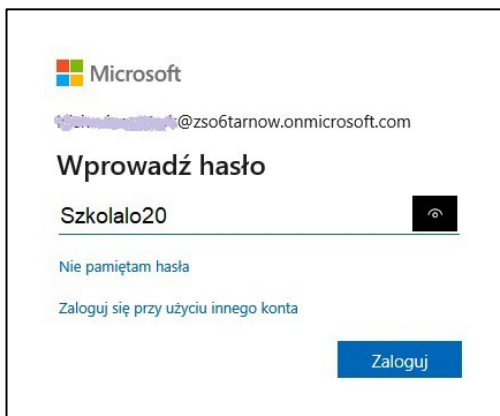 Microsoft
@zso6tarnow.onmicrosoft.com
Wprowadź hasło
Szkolalo20
Nie pamiętam hasła
Zaloguj się przy użyciu innego konta
Zaloguj